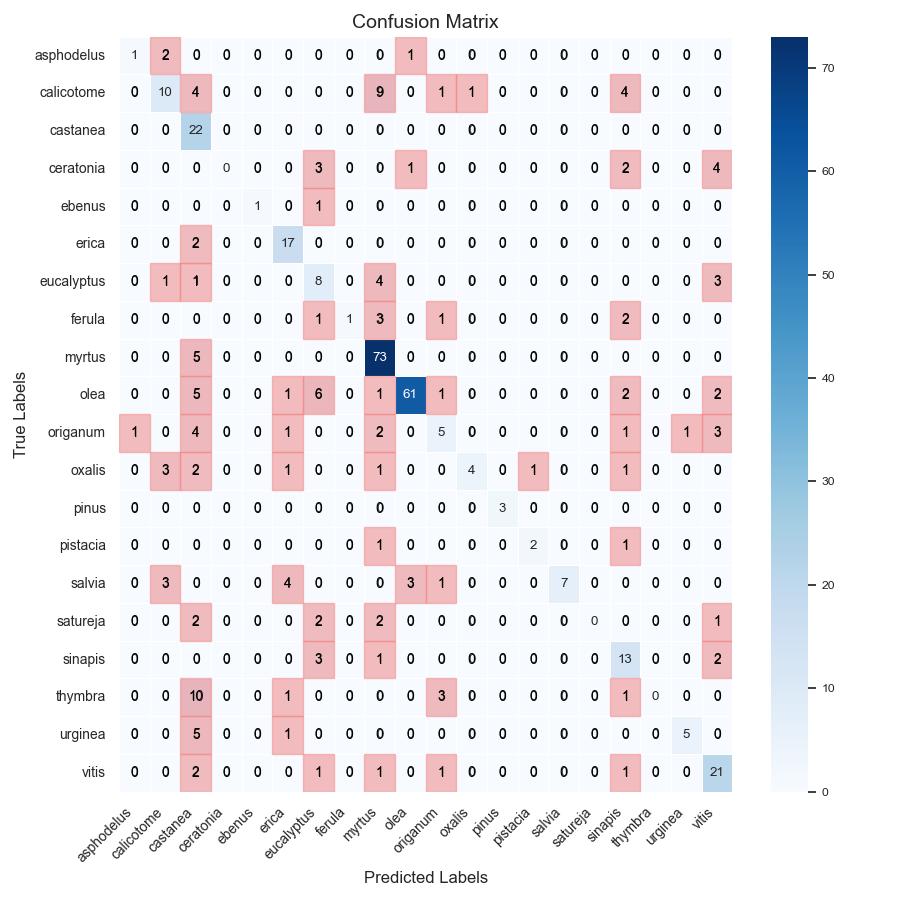 Confusion Matrix
asphodelus 1 2 0 0 0 0 0 0 0 1 0 0 0 0 0 0 0 0 0 0
calicotome 0 10 4 0 0 0 0 0 9 0 1 1 0 0 0 0 4 0 0 0
castanea 0 0 22 0 0 0 0 0 0 0 0 0 0 0 0 0 0 0 0 0
ceratonia 0 0 0 0 0 0 3 0 0 1 0 0 0 0 0 0 2 0 0 4
ebenus 0 0 0 0 1 0 1 0 0 0 0 0 0 0 0 0 0 0 0 0
erica 0 0 2 0 0 17 0 0 0 0 0 0 0 0 0 0 0 0 0 0
eucalyptus 0 1 1 0 0 0 8 0 4 0 0 0 0 0 0 0 0 0 0 3
ferula 0 0 0 0 0 0 1 1 3 0 1 0 0 0 0 0 2 0 0 0
myrtus 0 0 5 0 0 0 0 0 73 0 0 0 0 0 0 0 0 0 0 0
olea 0 0 5 0 0 1 6 0 1 61 1 0 0 0 0 0 2 0 0 2
origanum 1 0 4 0 0 1 0 0 2 0 5 0 0 0 0 0 1 0 1 3
oxalis 0 3 2 0 0 1 0 0 1 0 0 4 0 1 0 0 1 0 0 0
pinus 0 0 0 0 0 0 0 0 0 0 0 0 3 0 0 0 0 0 0 0
pistacia 0 0 0 0 0 0 0 0 1 0 0 0 0 2 0 0 1 0 0 0
salvia 0 3 0 0 0 4 0 0 0 3 1 0 0 0 7 0 0 0 0 0
satureja 0 0 2 0 0 0 2 0 2 0 0 0 0 0 0 0 0 0 0 1
sinapis 0 0 0 0 0 0 3 0 1 0 0 0 0 0 0 0 13 0 0 2
thymbra 0 0 10 0 0 1 0 0 0 0 3 0 0 0 0 0 1 0 0 0
urginea 0 0 5 0 0 1 0 0 0 0 0 0 0 0 0 0 0 0 5 0
vitis 0 0 2 0 0 0 1 0 1 0 1 0 0 0 0 0 1 0 0 21
True Labels
asphodelus calicotome castanea ceratonia ebenus erica eucalyptus ferula myrtus olea origanum oxalis pinus pistacia salvia satureja sinapis thymbra urginea vitis
Predicted Labels
70
60
50
40
30
20
10
0